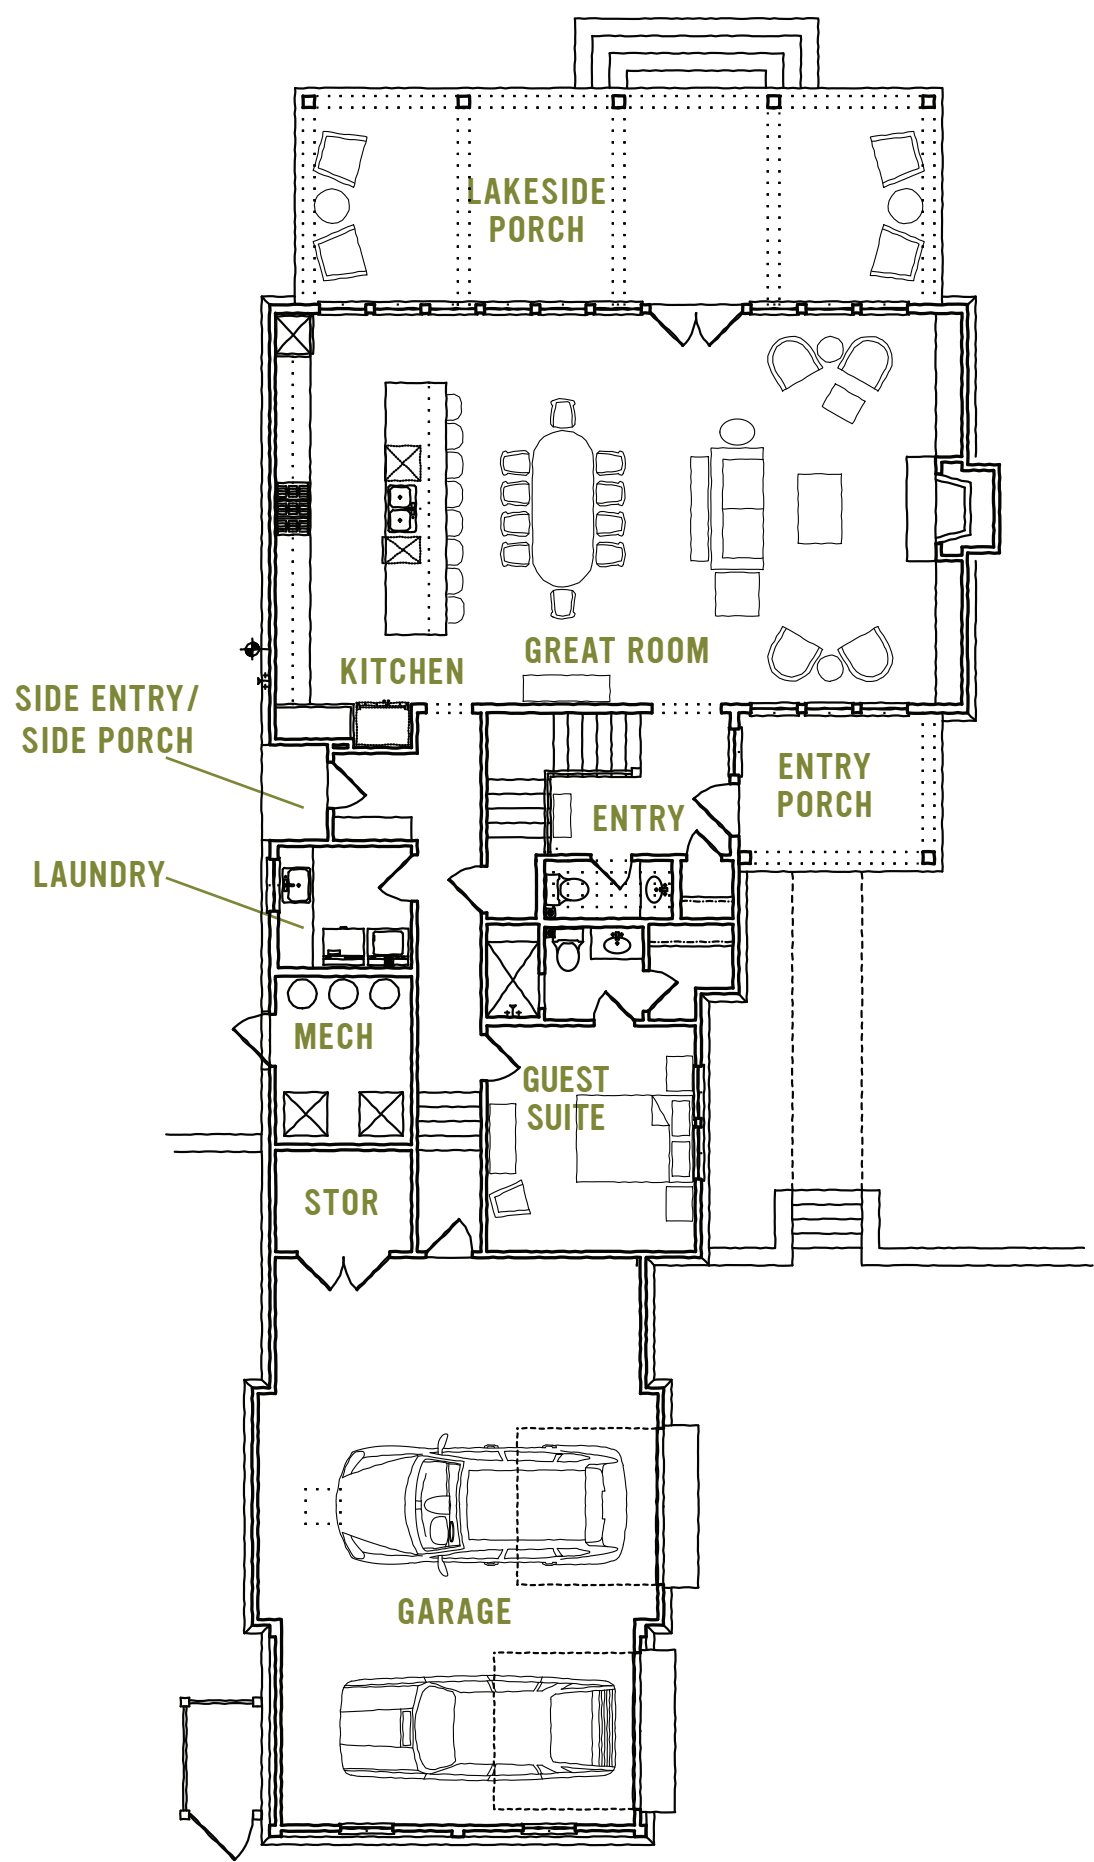 LAKESIDE
PORCH
GREAT ROOM
KITCHEN
SIDE ENTRY/
SIDE PORCH
ENTRY
PORCH
ENTRY
LAUNDRY
MECH
GUEST
SUITE
STOR
GARAGE